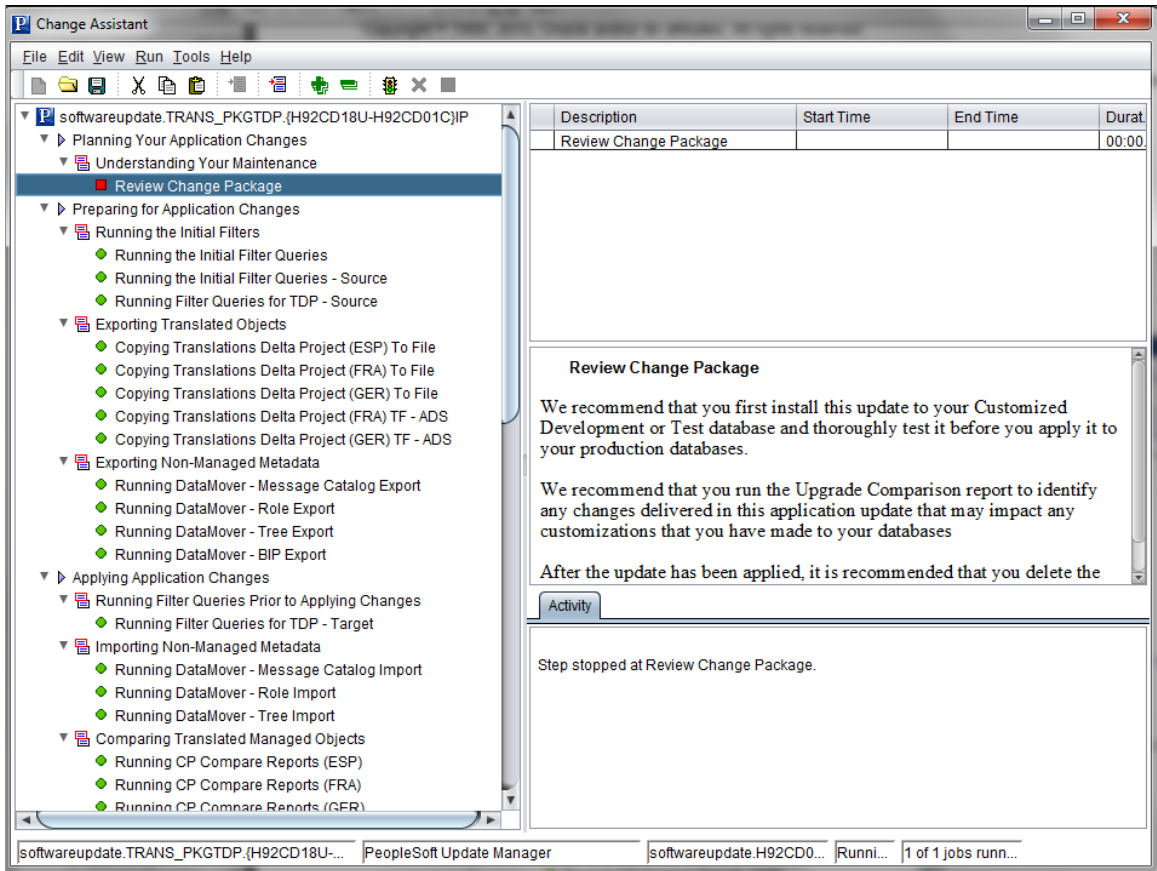 Change Assistant
File Edit View Run Tools Help
softwareupdate.TRANS_PKGTDP.{H92CD18U-H92CD01C}IP
Planning Your Application Changes
Understanding Your Maintenance
Review Change Package
Preparing for Application Changes
Running the Initial Filters
Running the Initial Filter Queries
Running the Initial Filter Queries - Source
Running Filter Queries for TDP - Source
Exporting Translated Objects
Copying Translations Delta Project (ESP) To File
Copying Translations Delta Project (FRA) To File
Copying Translations Delta Project (GER) To File
Copying Translations Delta Project (FRA) TF - ADS
Copying Translations Delta Project (GER) TF - ADS
Exporting Non-Managed Metadata
Running DataMover - Message Catalog Export
Running DataMover - Role Export
Running DataMover - Tree Export
Running DataMover - BIP Export
Applying Application Changes
Running Filter Queries Prior to Applying Changes
Running Filter Queries for TDP - Target
Importing Non-Managed Metadata
Running DataMover - Message Catalog Import
Running DataMover - Role Import
Running DataMover - Tree Import
Comparing Translated Managed Objects
Running CP Compare Reports (ESP)
Running CP Compare Reports (FRA)
Running CP Compare Reports (GER)
Description Start Time End Time Durat.
Review Change Package 00:00.
Review Change Package
We recommend that you first install this update to your Customized
Development or Test database and thoroughly test it before you apply it to
your production databases.
We recommend that you run the Upgrade Comparison report to identify
any changes delivered in this application update that may impact any
customizations that you have made to your databases
After the update has been applied, it is recommended that you delete the
Activity
Step stopped at Review Change Package.
softwareupdate.TRANS_PKGTDP.{H92CD18U-... PeopleSoft Update Manager softwareupdate.H92CD0... Runni... 1 of 1 jobs runn...